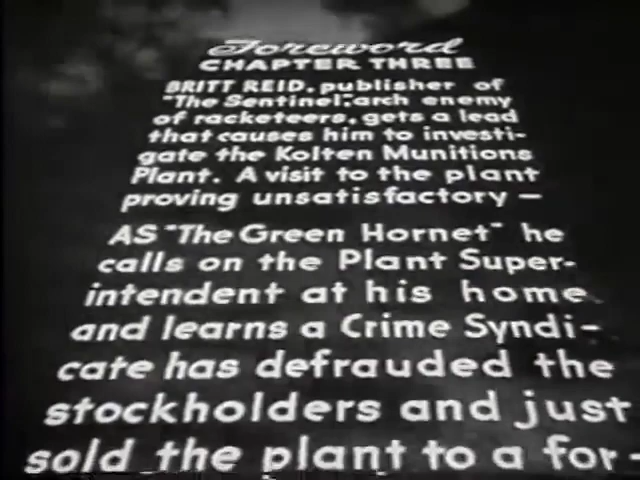 Foreword
CHAPTER THREE
BRITT REID, publisher of
"The Sentinel", arch enemy
of racketeers, gets a lead
that causes him to investi-
gate the Kolten Munitions
Plant. A visit to the plant
proving unsatisfactory —
AS "The Green Hornet" he
calls on the Plant Super-
intendent at his home
and learns a Crime Syndi-
cate has defrauded the
stockholders and just
sold the plant to a for-